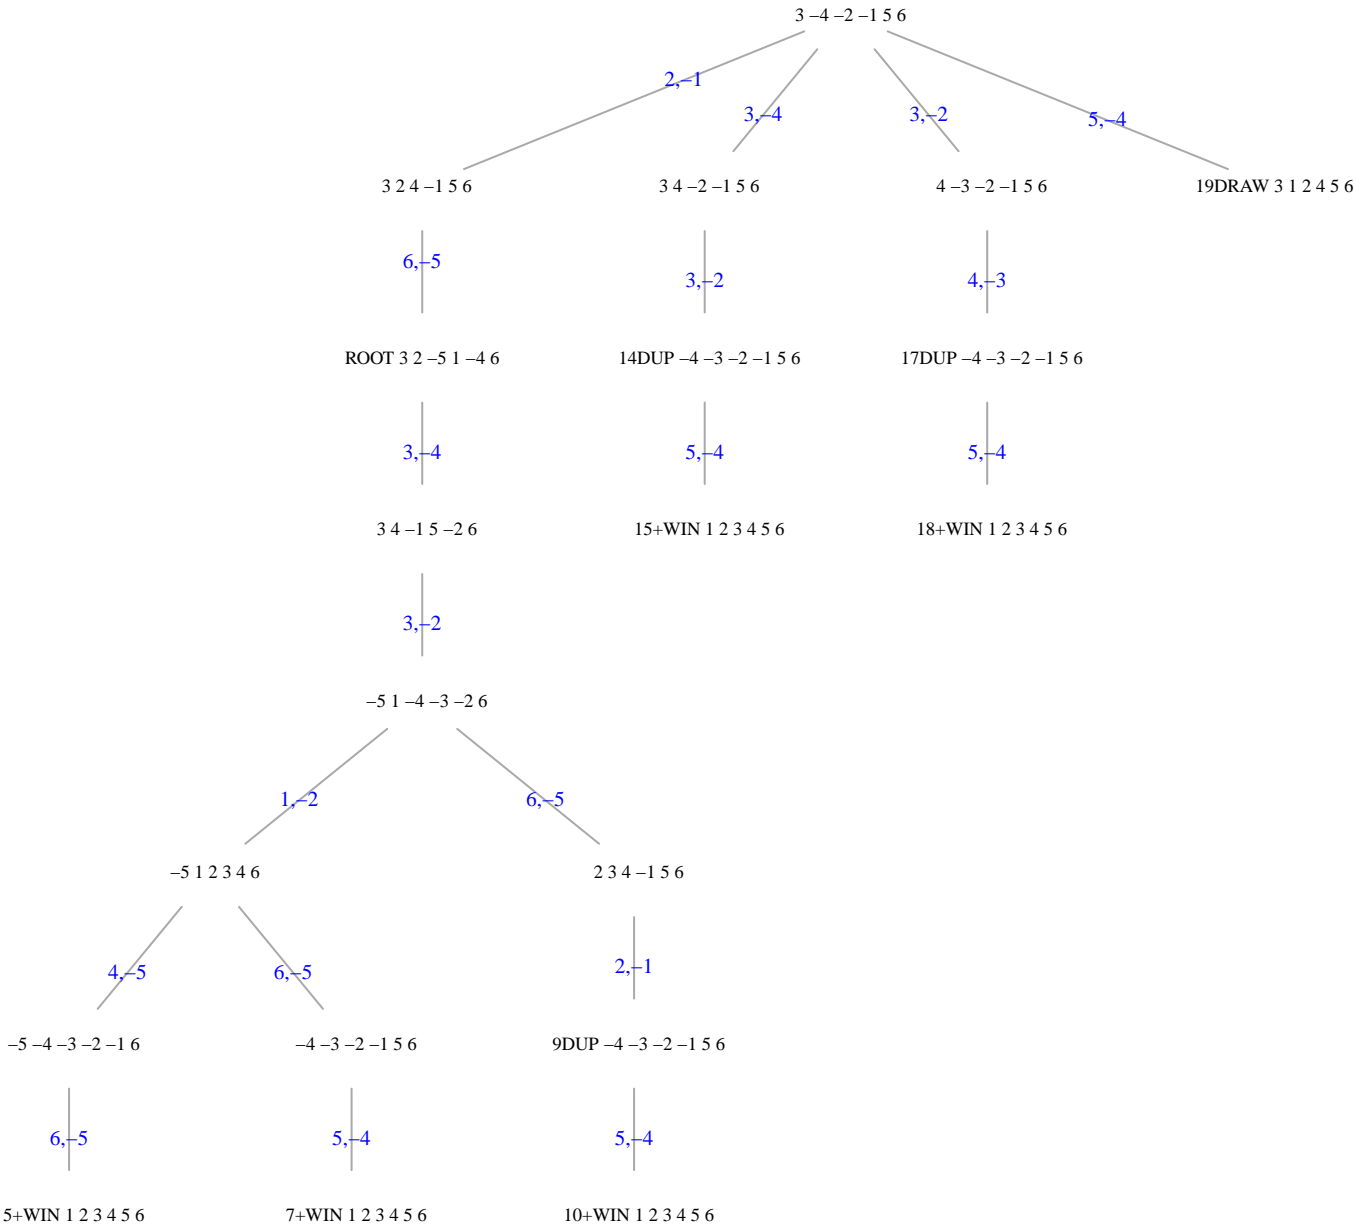 3 –4 –2 –1 5 6
2,–1
3,–4
3,–2
5,–4
3 2 4 –1 5 6
3 4 –2 –1 5 6
4 –3 –2 –1 5 6
19DRAW 3 1 2 4 5 6
6,–5
3,–2
4,–3
ROOT 3 2 –5 1 –4 6
14DUP –4 –3 –2 –1 5 6
17DUP –4 –3 –2 –1 5 6
3,–4
5,–4
5,–4
3 4 –1 5 –2 6
15+WIN 1 2 3 4 5 6
18+WIN 1 2 3 4 5 6
3,–2
–5 1 –4 –3 –2 6
1,–2
6,–5
–5 1 2 3 4 6
2 3 4 –1 5 6
4,–5
6,–5
2,–1
–5 –4 –3 –2 –1 6
–4 –3 –2 –1 5 6
9DUP –4 –3 –2 –1 5 6
6,–5
5,–4
5,–4
5+WIN 1 2 3 4 5 6
7+WIN 1 2 3 4 5 6
10+WIN 1 2 3 4 5 6